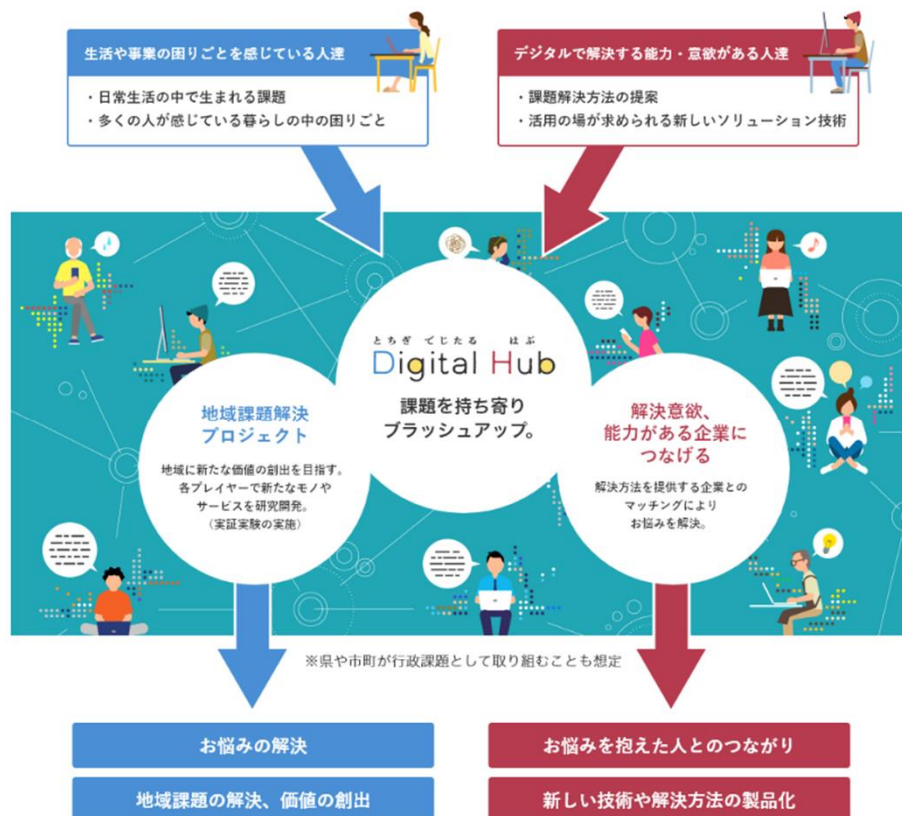 生活や事業の困りごとを感じている人達
・日常生活の中で生まれる課題
・多くの人が感じている暮らしの中の困りごと
デジタルで解決する能力・意欲がある人達
・課題解決方法の提案
・活用の場が求められる新しいソリューション技術
とちぎ でじたる はぶ
Digital Hub
課題を持ち寄り
ブラッシュアップ。
地域課題解決
プロジェクト
地域に新たな価値の創出を目指す。
各プレイヤーで新たなモノや
サービスを研究開発。
（実証実験の実施）
解決意欲、
能力がある企業に
つなげる
解決方法を提供する企業との
マッチングにより
お悩みを解決。
※県や市町が行政課題として取り組むことも想定
お悩みの解決
地域課題の解決、価値の創出
お悩みを抱えた人とのつながり
新しい技術や解決方法の製品化